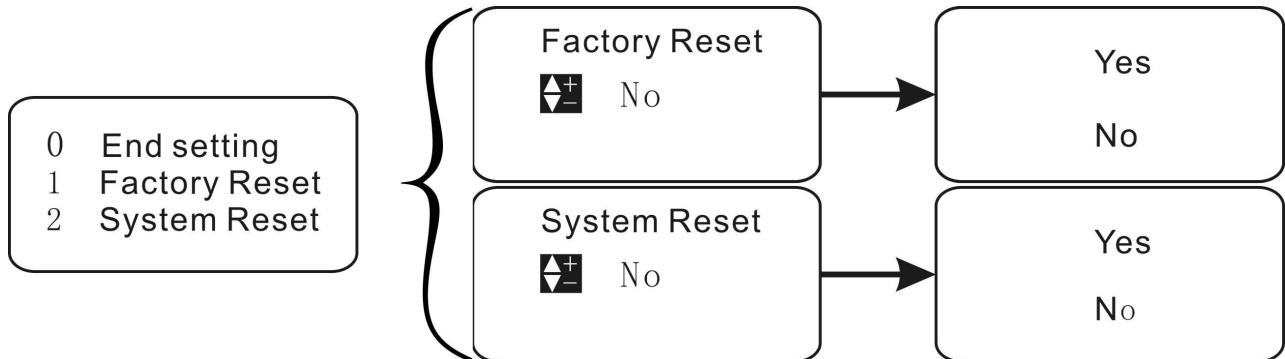 0 End setting
1 Factory Reset
2 System Reset
Factory Reset
+
− No
Yes
No
System Reset
+
− No
Yes
No